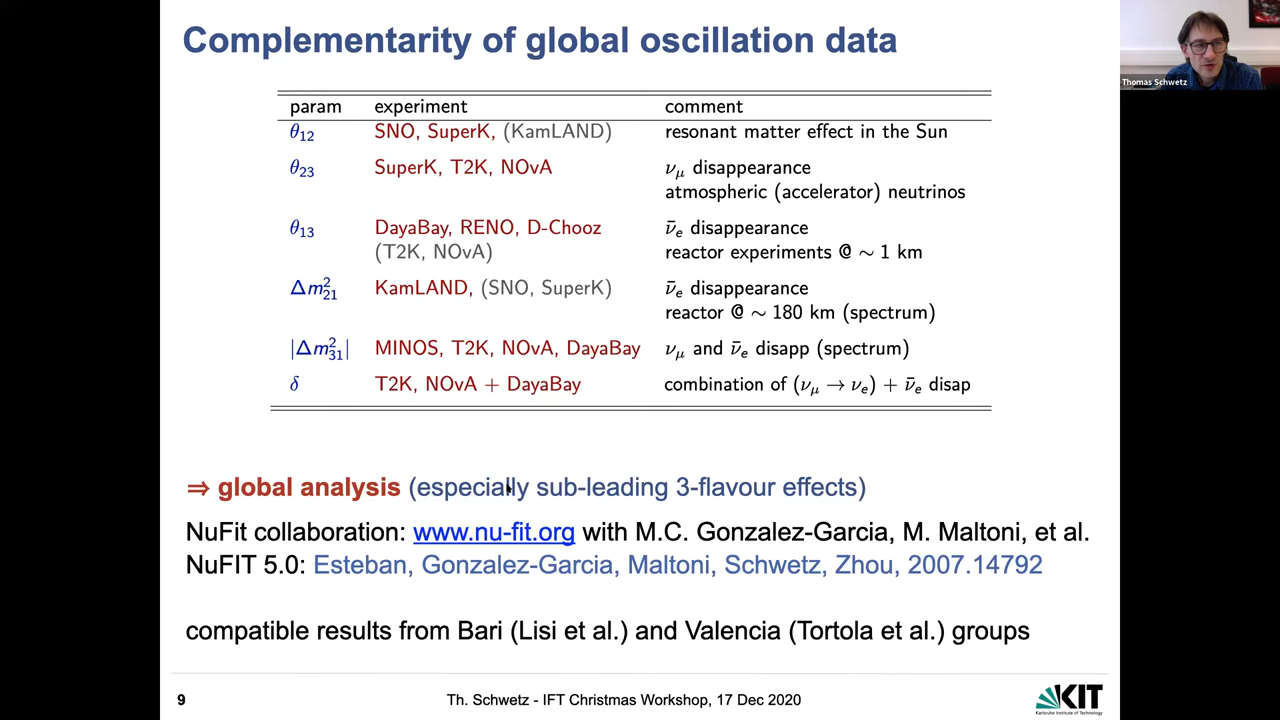 Complementarity of global oscillation data
Thomas Schwetz
param experiment comment
θ12 SNO, SuperK, (KamLAND) resonant matter effect in the Sun
θ23 SuperK, T2K, NOvA νμ disappearance
atmospheric (accelerator) neutrinos
θ13 DayaBay, RENO, D-Chooz ν̄e disappearance
(T2K, NOvA) reactor experiments @ ∼ 1 km
Δm²21 KamLAND, (SNO, SuperK) ν̄e disappearance
reactor @ ∼ 180 km (spectrum)
|Δm²31| MINOS, T2K, NOvA, DayaBay νμ and ν̄e disapp (spectrum)
δ T2K, NOvA + DayaBay combination of (νμ → νe) + ν̄e disap
⇒ global analysis (especially sub-leading 3-flavour effects)
NuFit collaboration: www.nu-fit.org with M.C. Gonzalez-Garcia, M. Maltoni, et al.
NuFIT 5.0: Esteban, Gonzalez-Garcia, Maltoni, Schwetz, Zhou, 2007.14792
compatible results from Bari (Lisi et al.) and Valencia (Tortola et al.) groups
9 Th. Schwetz - IFT Christmas Workshop, 17 Dec 2020 KIT
Karlsruhe Institute of Technology